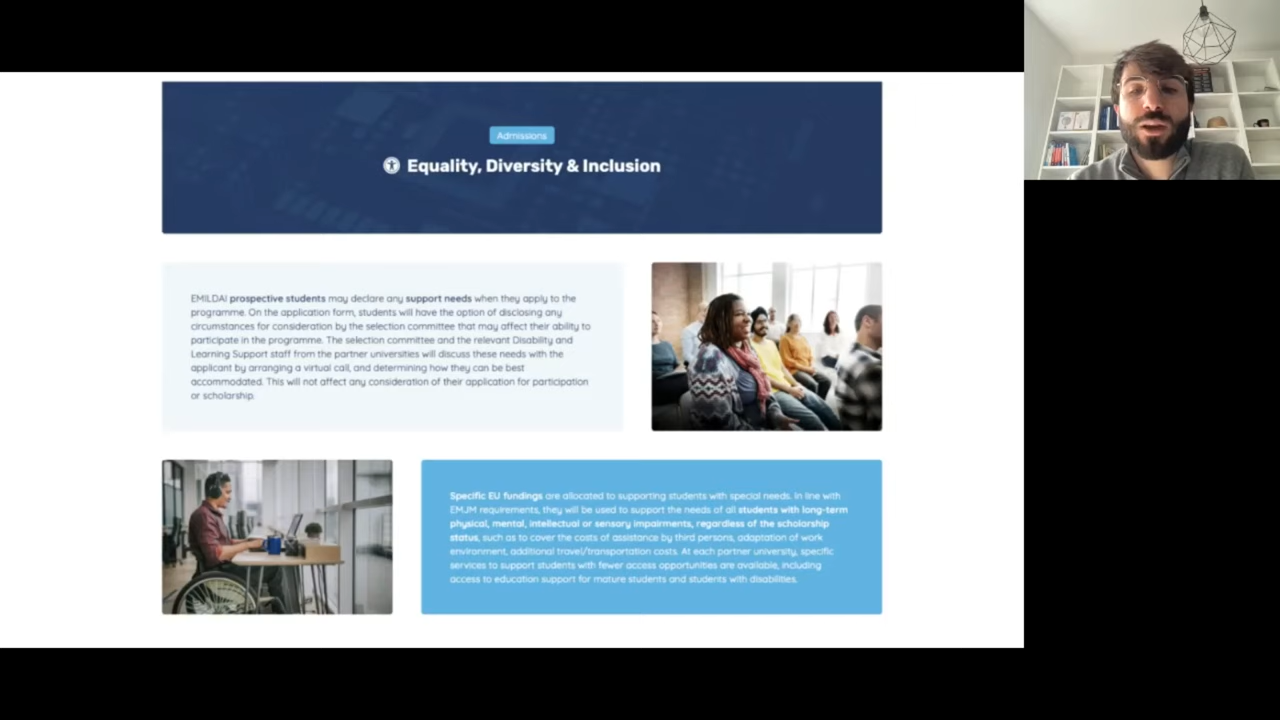 Admissions
Equality, Diversity & Inclusion
EMILDAI prospective students may declare any support needs when they apply to the
programme. On the application form, students will have the option of disclosing any
circumstances for consideration by the selection committee that may affect their ability to
participate in the programme. The selection committee and the relevant Disability and
Learning Support staff from the partner universities will discuss these needs with the
applicant by arranging a virtual call, and determining how they can be best
accommodated. This will not affect any consideration of their application for participation
or scholarship.
Specific EU fundings are allocated to supporting students with special needs. In line with
EMJM requirements, they will be used to support the needs of all students with long-term
physical, mental, intellectual or sensory impairments, regardless of the scholarship
status, such as to cover the costs of assistance by third persons, adaptation of work
environment, additional travel/transportation costs. At each partner university, specific
services to support students with fewer access opportunities are available, including
access to education support for mature students and students with disabilities.